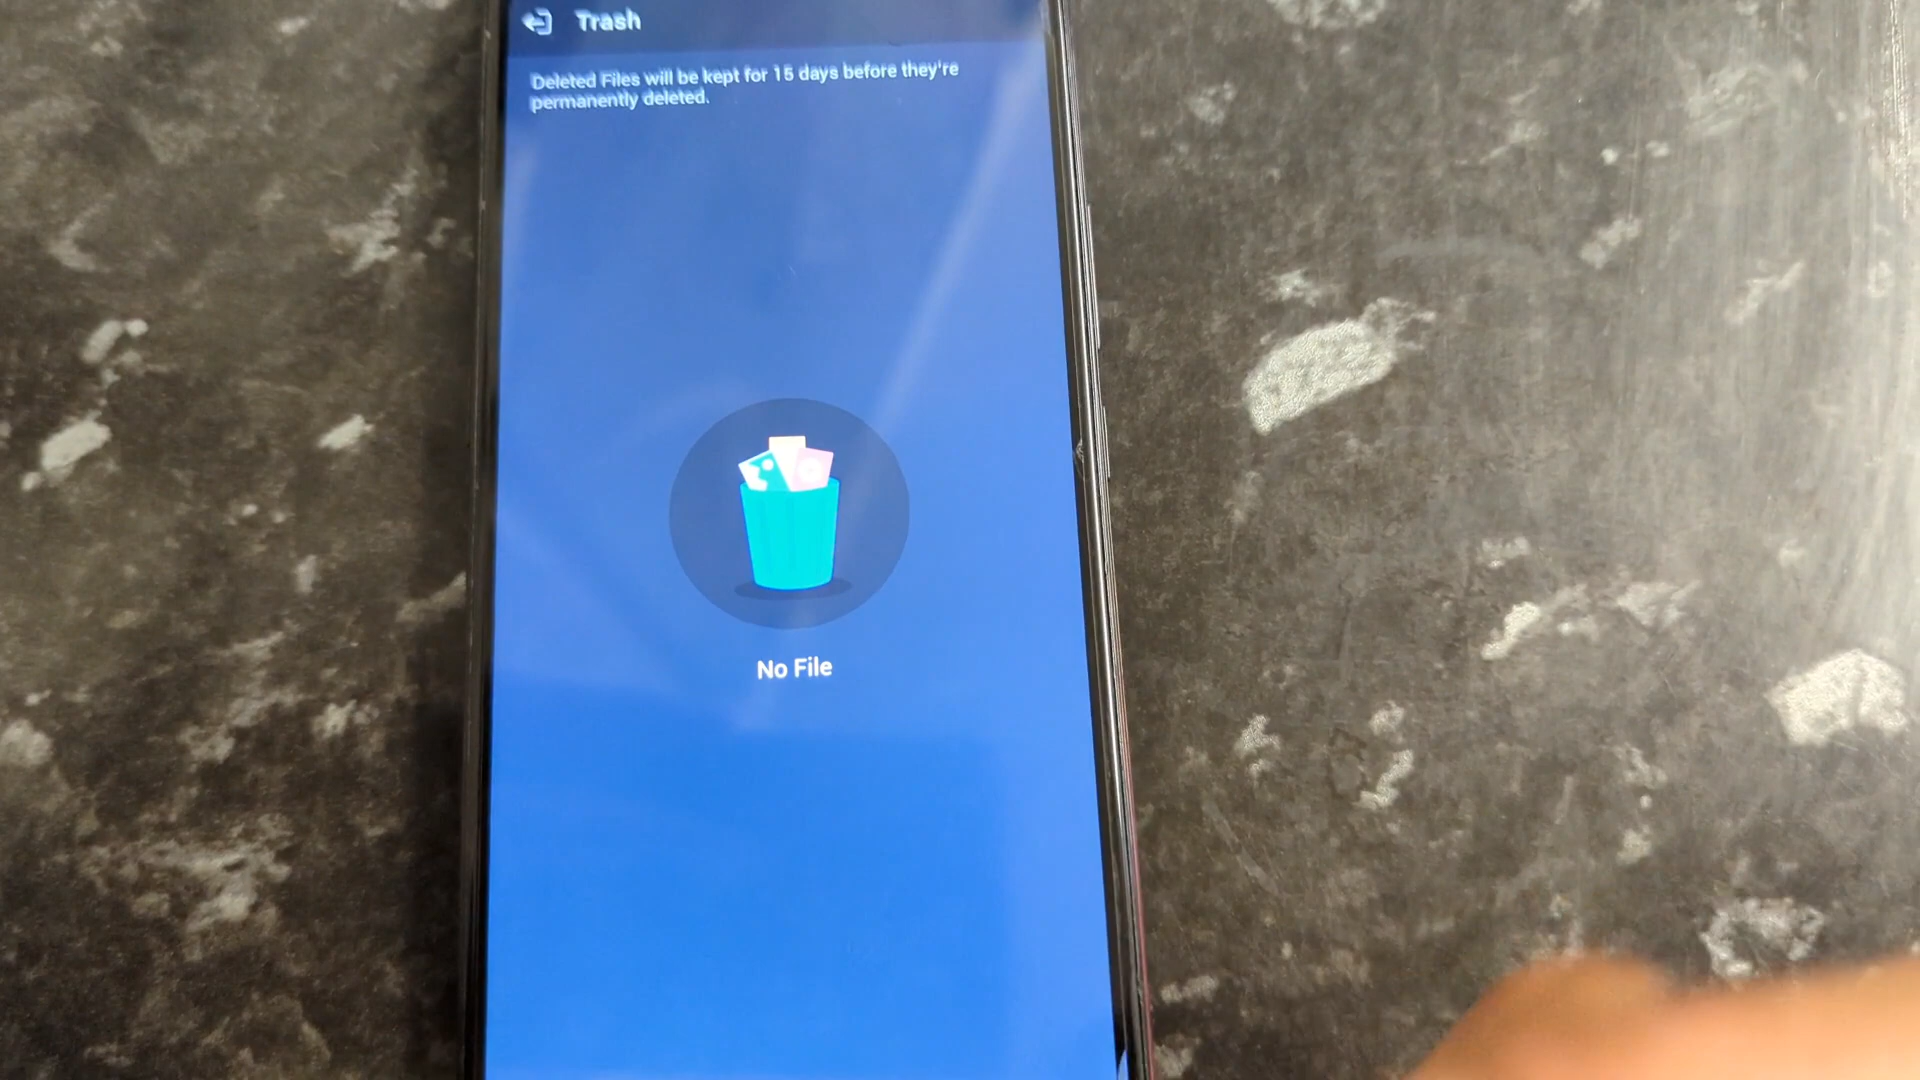 Trash
Deleted Files will be kept for 15 days before they're
permanently deleted.
No File